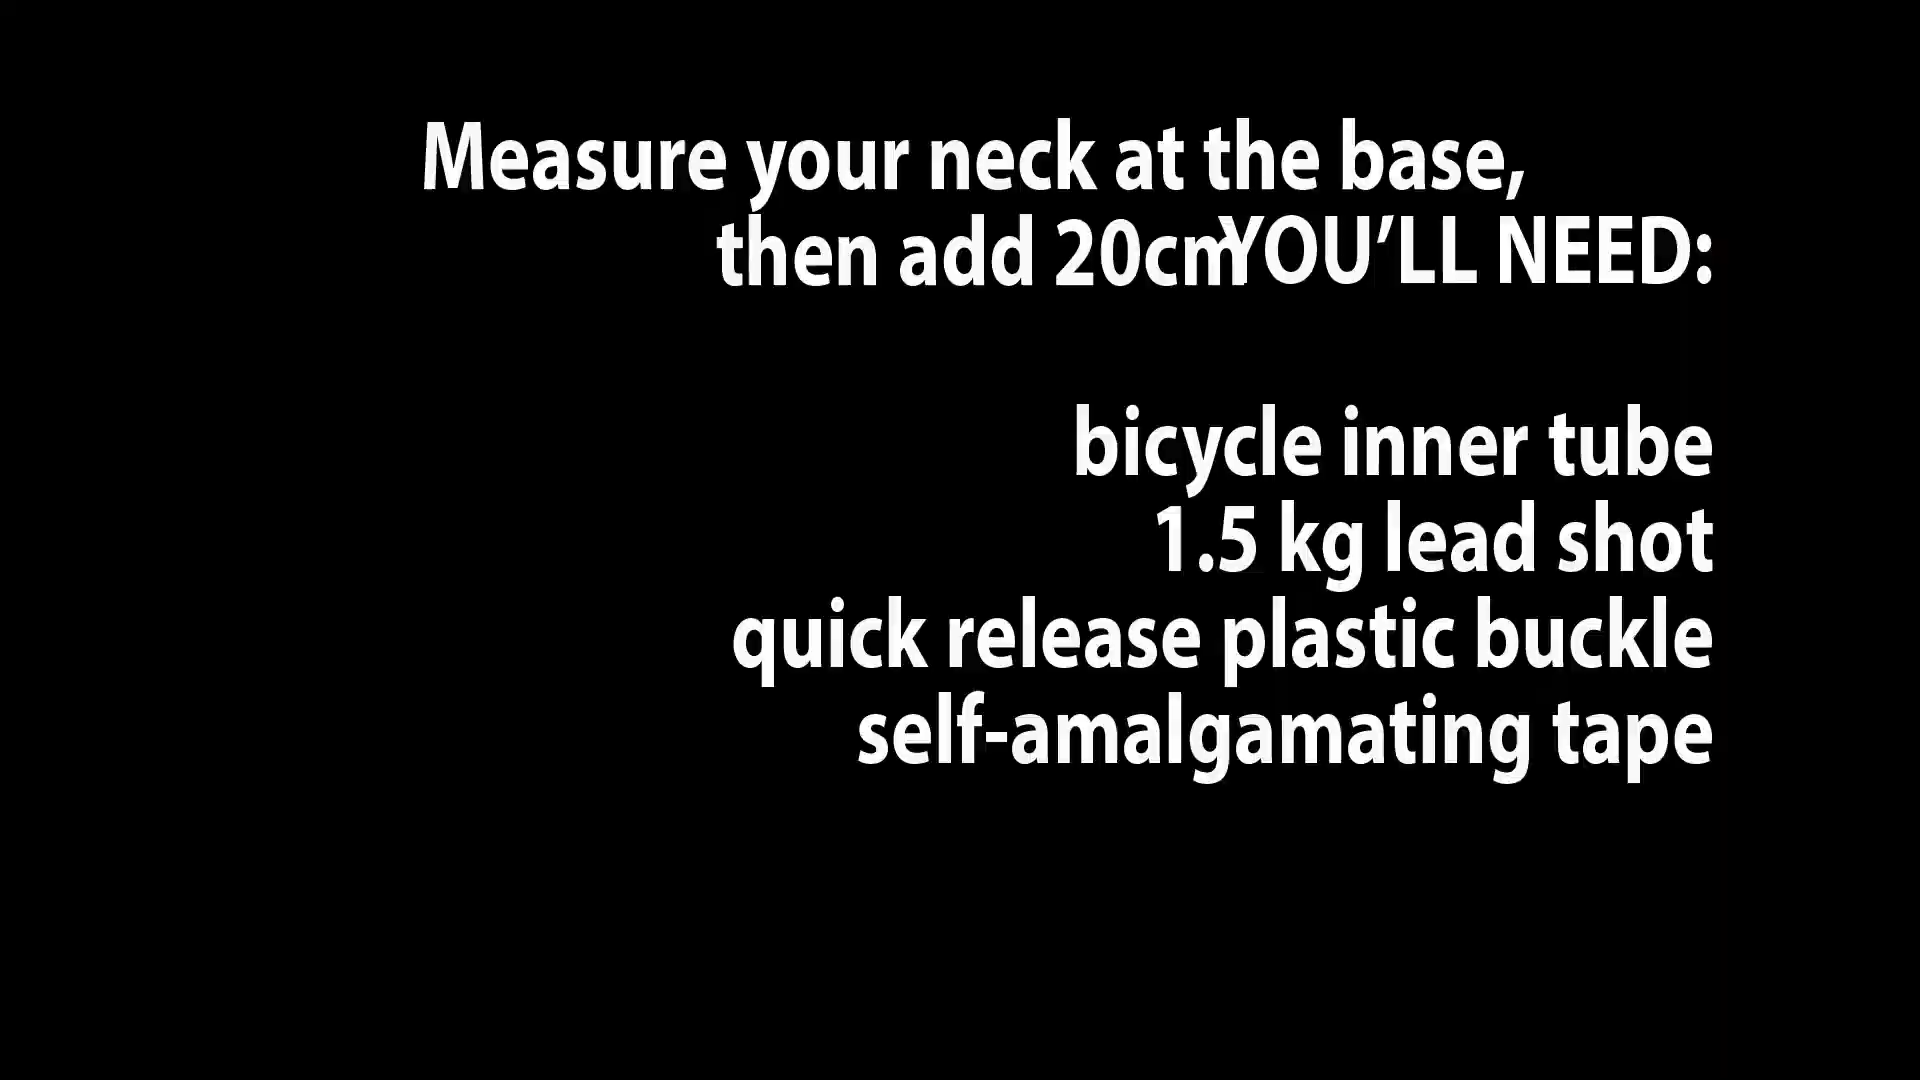 Measure your neck at the base,
then add 20cm
YOU’LL NEED:
bicycle inner tube
1.5 kg lead shot
quick release plastic buckle
self-amalgamating tape